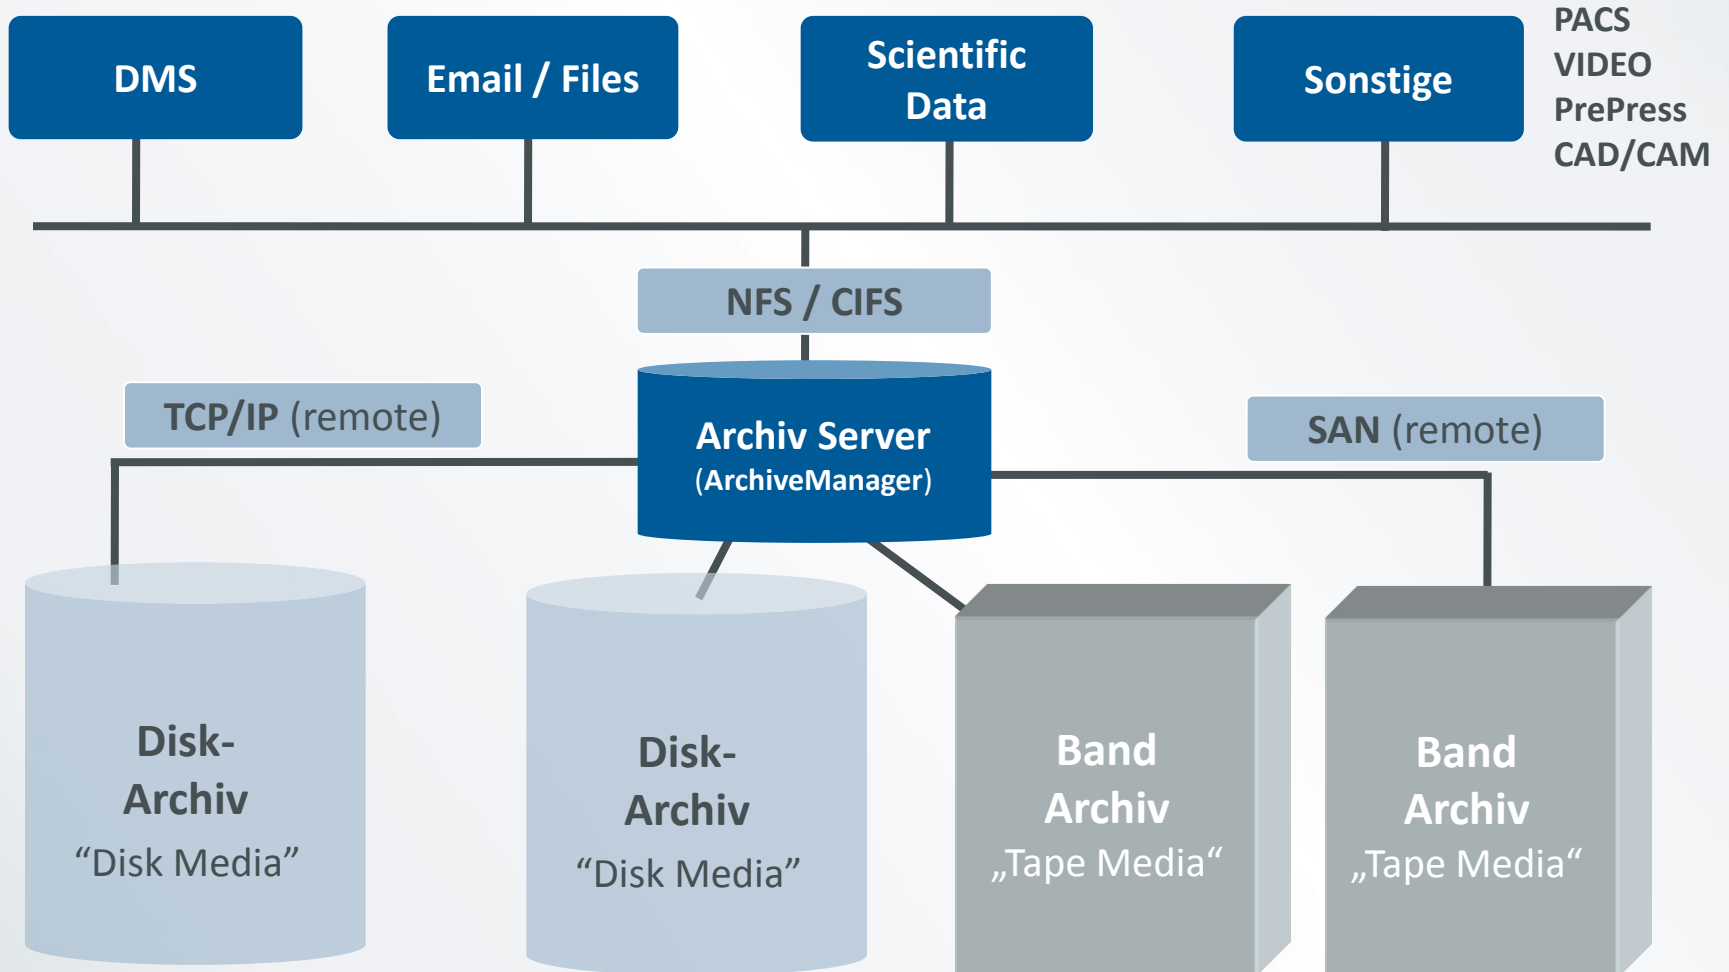 DMS
Email / Files
Scientific
Data
Sonstige
PACS
VIDEO
PrePress
CAD/CAM
NFS / CIFS
TCP/IP (remote)
Archiv Server
(ArchiveManager)
SAN (remote)
Disk-
Archiv
“Disk Media”
Disk-
Archiv
“Disk Media”
Band
Archiv
„Tape Media“
Band
Archiv
„Tape Media“